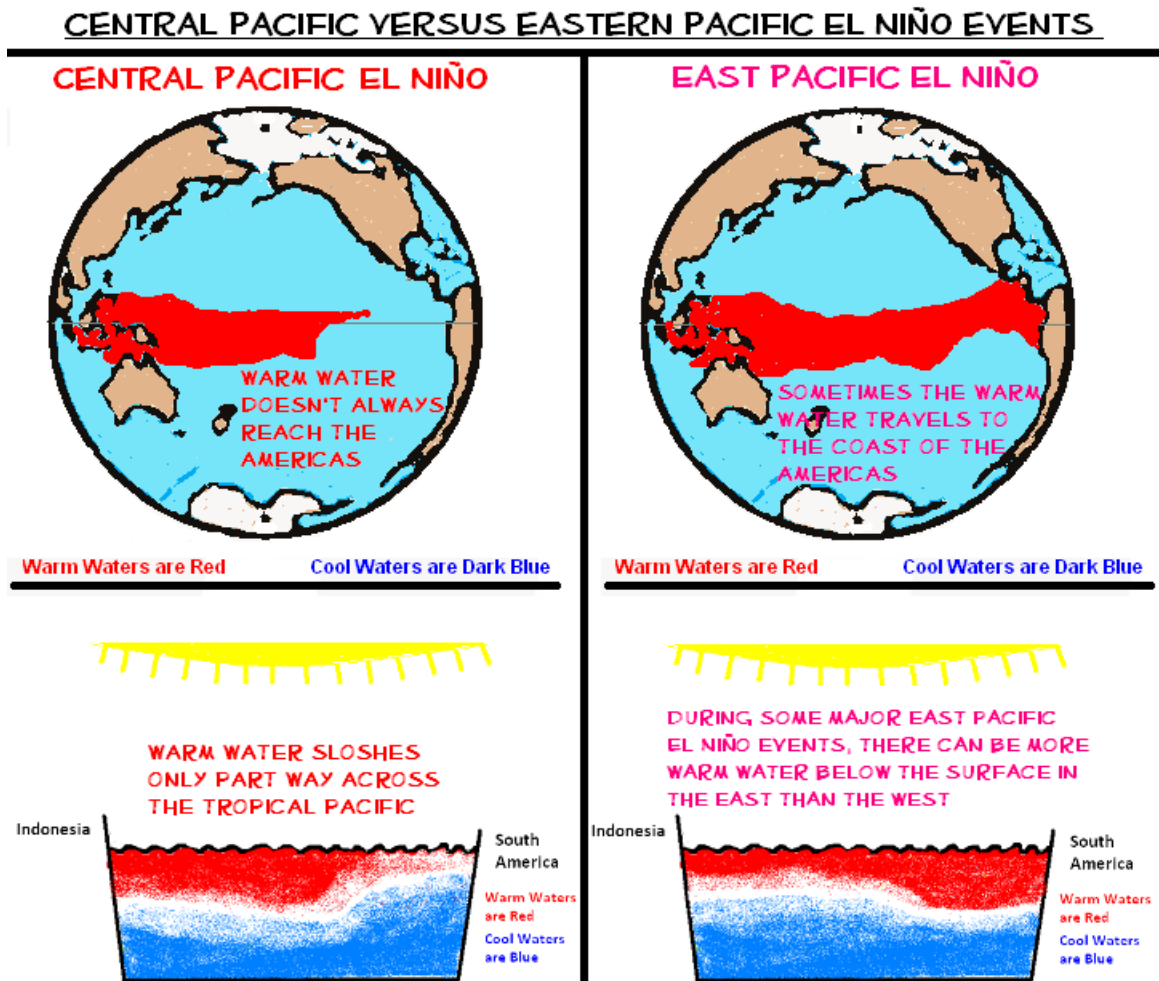 CENTRAL PACIFIC VERSUS EASTERN PACIFIC EL NIÑO EVENTS
CENTRAL PACIFIC EL NIÑO
WARM WATER
DOESN'T ALWAYS
REACH THE
AMERICAS
Warm Waters are Red
Cool Waters are Dark Blue
WARM WATER SLOSHES
ONLY PART WAY ACROSS
THE TROPICAL PACIFIC
Indonesia
South
America
Warm Waters
are Red
Cool Waters
are Blue
EAST PACIFIC EL NIÑO
SOMETIMES THE WARM
WATER TRAVELS TO
THE COAST OF THE
AMERICAS
Warm Waters are Red
Cool Waters are Dark Blue
DURING SOME MAJOR EAST PACIFIC
EL NIÑO EVENTS, THERE CAN BE MORE
WARM WATER BELOW THE SURFACE IN
THE EAST THAN THE WEST
Indonesia
South
America
Warm Waters
are Red
Cool Waters
are Blue